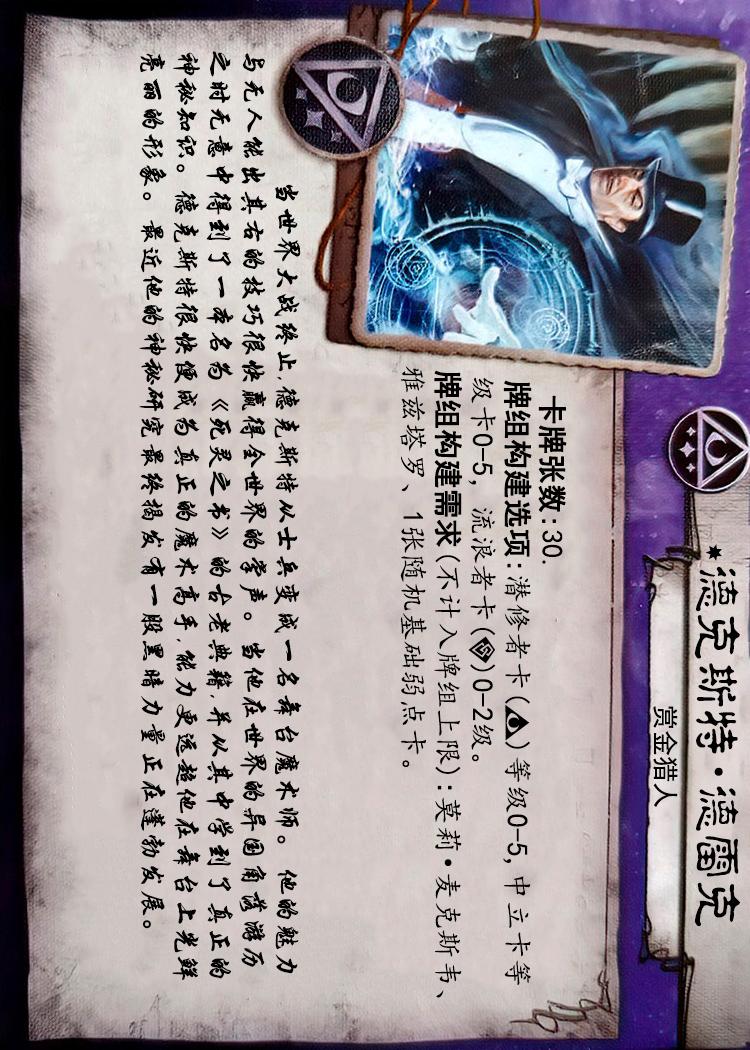 *德克斯特·德雷克
赏金猎人
卡牌张数:30.
牌组构建选项:潜修者卡()等级0-5,中立卡等
级卡0-5,流浪者卡()0-2级。
牌组构建需求(不计入牌组上限):莫莉·麦克斯韦、
雅兹塔罗、1张随机基础弱点卡。
当世界大战终止,德克斯特从士兵变成一名舞台魔术师。他的魅力
与无人能出其右的技巧很快赢得全世界的掌声。当他在世界的异国角落游历
之时无意中得到了一本名为《死灵之书》的古老典籍,并从其中学到了真正的
神秘知识。德克斯特很快便成为真正的魔术高手,能力更远超他在舞台上光鲜
亮丽的形象。最近他的神秘研究最终揭发有一股黑暗力量正在蓬勃发展。